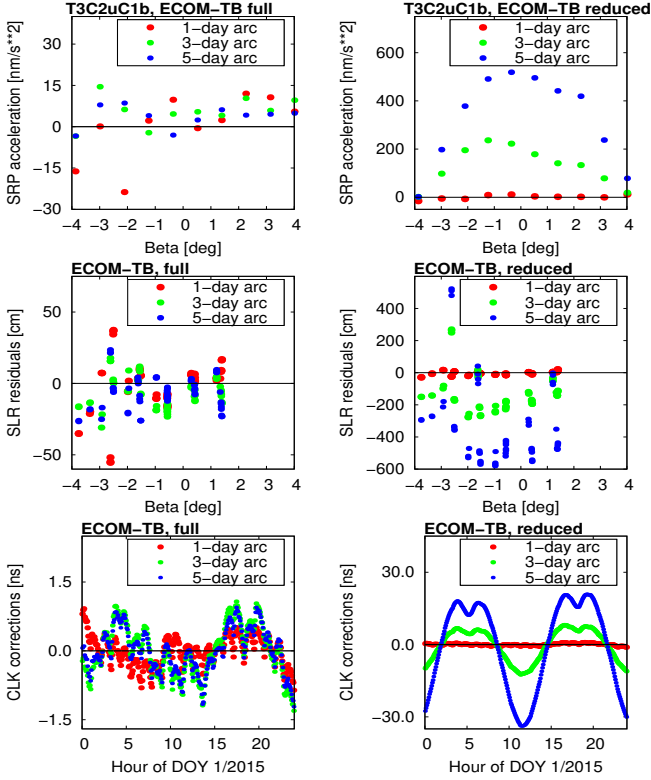 T3C2uC1b, ECOM−TB full
1−day arc
3−day arc
5−day arc
SRP acceleration [nm/s**2]
30
15
0
−15
−30
−4 −3 −2 −1 0 1 2 3 4
Beta [deg]
T3C2uC1b, ECOM−TB reduced
1−day arc
3−day arc
5−day arc
SRP acceleration [nm/s**2]
600
400
200
0
−4 −3 −2 −1 0 1 2 3 4
Beta [deg]
ECOM−TB, full
1−day arc
3−day arc
5−day arc
SLR residuals [cm]
50
0
−50
−4 −3 −2 −1 0 1 2 3 4
Beta [deg]
ECOM−TB, reduced
1−day arc
3−day arc
5−day arc
SLR residuals [cm]
400
200
0
−200
−400
−600
−4 −3 −2 −1 0 1 2 3 4
Beta [deg]
ECOM−TB, full
1−day arc
3−day arc
5−day arc
CLK corrections [ns]
1.5
0.0
-1.5
0 5 10 15 20
Hour of DOY 1/2015
ECOM−TB, reduced
1−day arc
3−day arc
5−day arc
CLK corrections [ns]
30.0
0.0
-30.0
0 5 10 15 20
Hour of DOY 1/2015